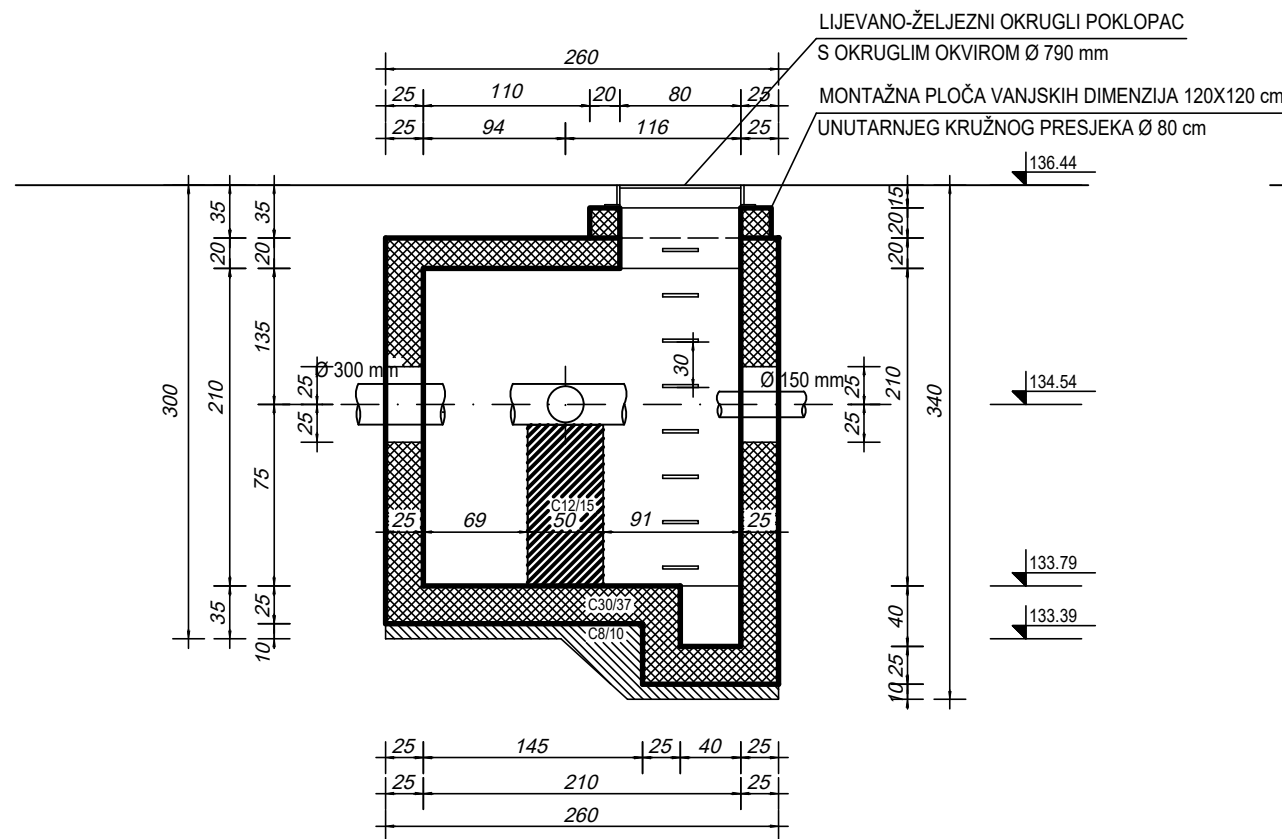 LIJEVANO-ŽELJEZNI OKRUGLI POKLOPAC
S OKRUGLIM OKVIROM Ø 790 mm
260
MONTAŽNA PLOČA VANJSKIH DIMENZIJA 120X120 cm
UNUTARNJEG KRUŽNOG PRESJEKA Ø 80 cm
25 110 20 80 25
25 94 116 25
136.44
35 35 15
20 20 20 20
135
Ø 300 mm
30
Ø 150 mm
25 25
300 210 210 340
134.54
25 25
75
C12/15
25 69 50 91 25
133.79
35 25 C30/37 40
133.39
10 C8/10
25
10
25 145 25 40 25
25 210 25
260